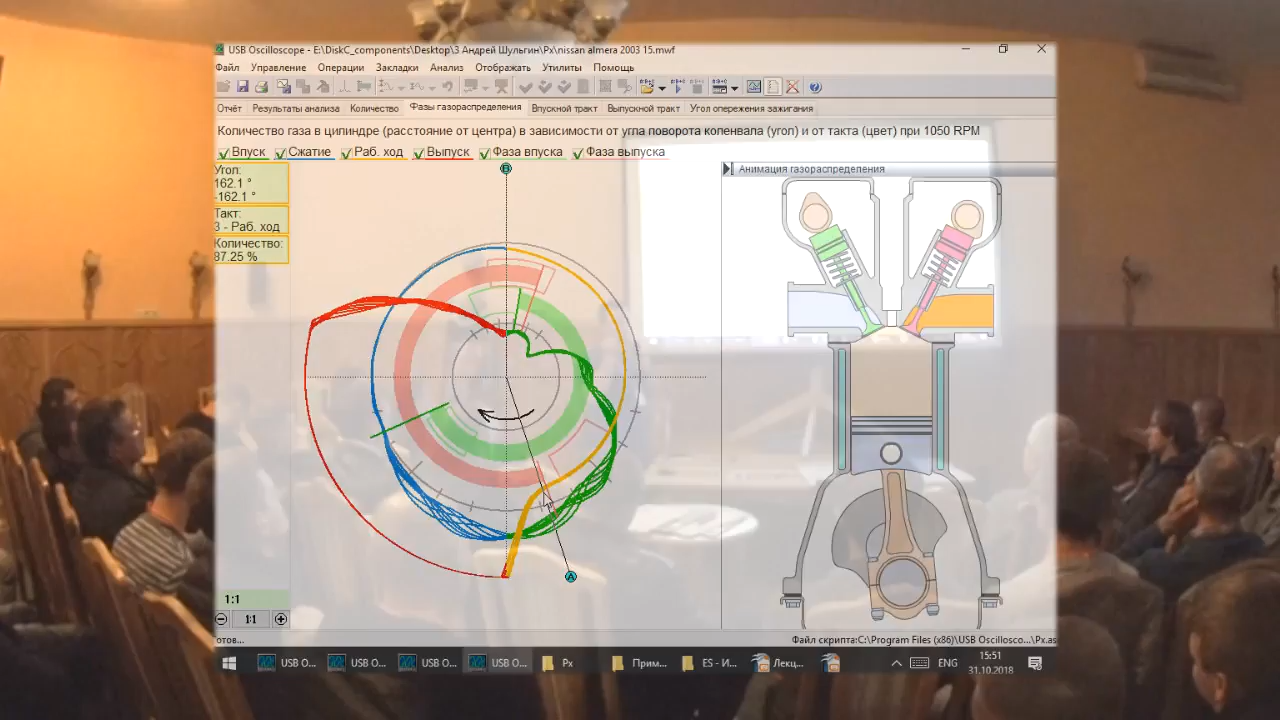 USB Oscilloscope - E:\DiskC_components\Desktop\3 Андрей Шульгин\Px\nissan almera 2003 15.mwf
Файл Управление Операции Закладки Анализ Отображать Утилиты Помощь
Отчёт Результаты анализа Количество Фазы газораспределения Впускной тракт Выпускной тракт Угол опережения зажигания
Количество газа в цилиндре (расстояние от центра) в зависимости от угла поворота коленвала (угол) и от такта (цвет) при 1050 RPM
Впуск Сжатие Раб. ход Выпуск Фаза впуска Фаза выпуска
Угол:
162.1 °
-162.1 °
Такт:
3 - Раб. ход
Количество:
87.25 %
B
Анимация газораспределения
A
1:1
1:1
отов...
Файл скрипта:C:\Program Files (x86)\USB Oscillosco...\Px.as
USB O... USB O... USB O... USB O... Px Прим... ES - И... Лекц... ENG
15:51
31.10.2018